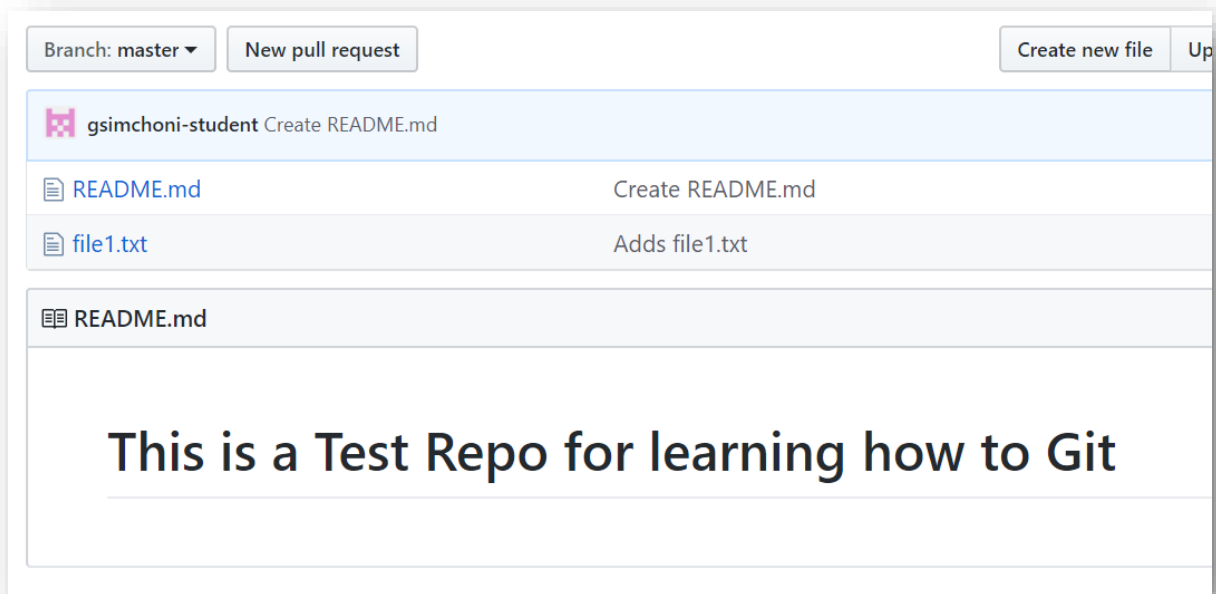 Branch: master New pull request Create new file Up
gsimchoni-student Create README.md
README.md Create README.md
file1.txt Adds file1.txt
README.md
This is a Test Repo for learning how to Git